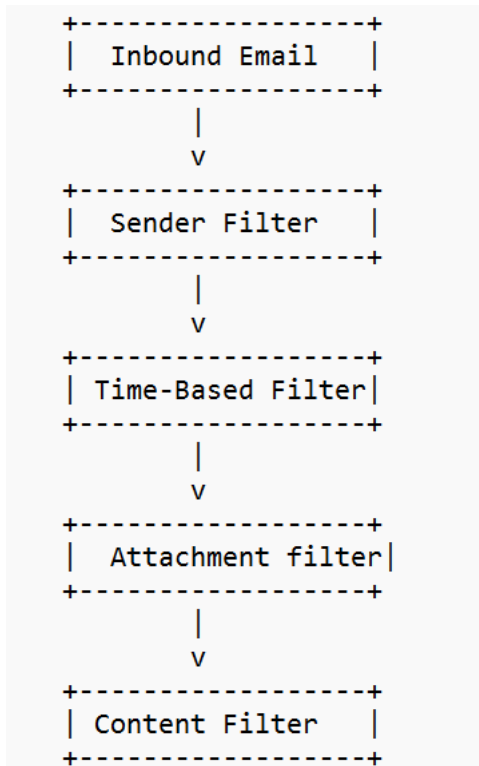 +------------------+
|  Inbound Email   |
+------------------+
        |
        v
+------------------+
|  Sender Filter   |
+------------------+
        |
        v
+------------------+
| Time-Based Filter|
+------------------+
        |
        v
+------------------+
|  Attachment filter|
+------------------+
        |
        v
+------------------+
| Content Filter   |
+------------------+